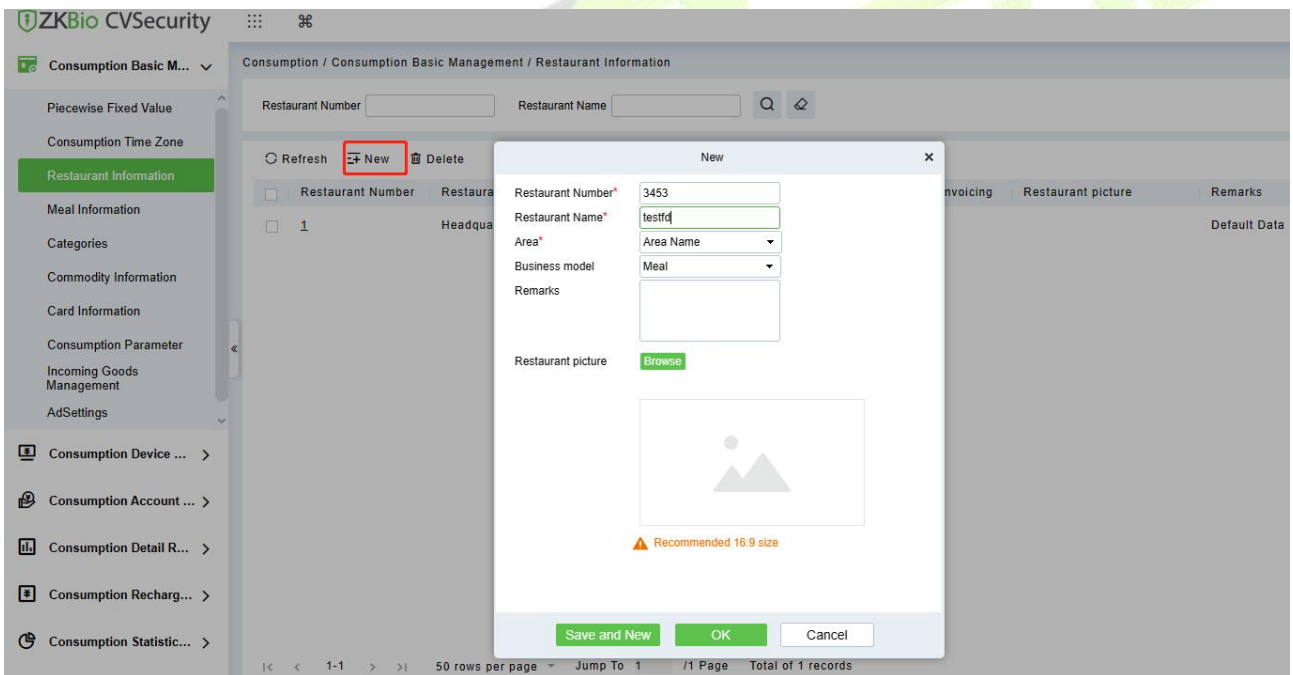 ZKBio CVSecurity
Consumption Basic M...
Consumption / Consumption Basic Management / Restaurant Information
Piecewise Fixed Value
Consumption Time Zone
Restaurant Information
Meal Information
Categories
Commodity Information
Card Information
Consumption Parameter
Incoming Goods
Management
AdSettings
Consumption Device ...
Consumption Account ...
Consumption Detail R...
Consumption Recharg...
Consumption Statistic...
Restaurant Number
Restaurant Name
Refresh New Delete
Restaurant Number Restaura nvoicing Restaurant picture Remarks
1 Headqua Default Data
New
Restaurant Number* 3453
Restaurant Name* testfd
Area* Area Name
Business model Meal
Remarks
Restaurant picture Browse
Recommended 16:9 size
Save and New OK Cancel
1-1 50 rows per page Jump To 1 /1 Page Total of 1 records